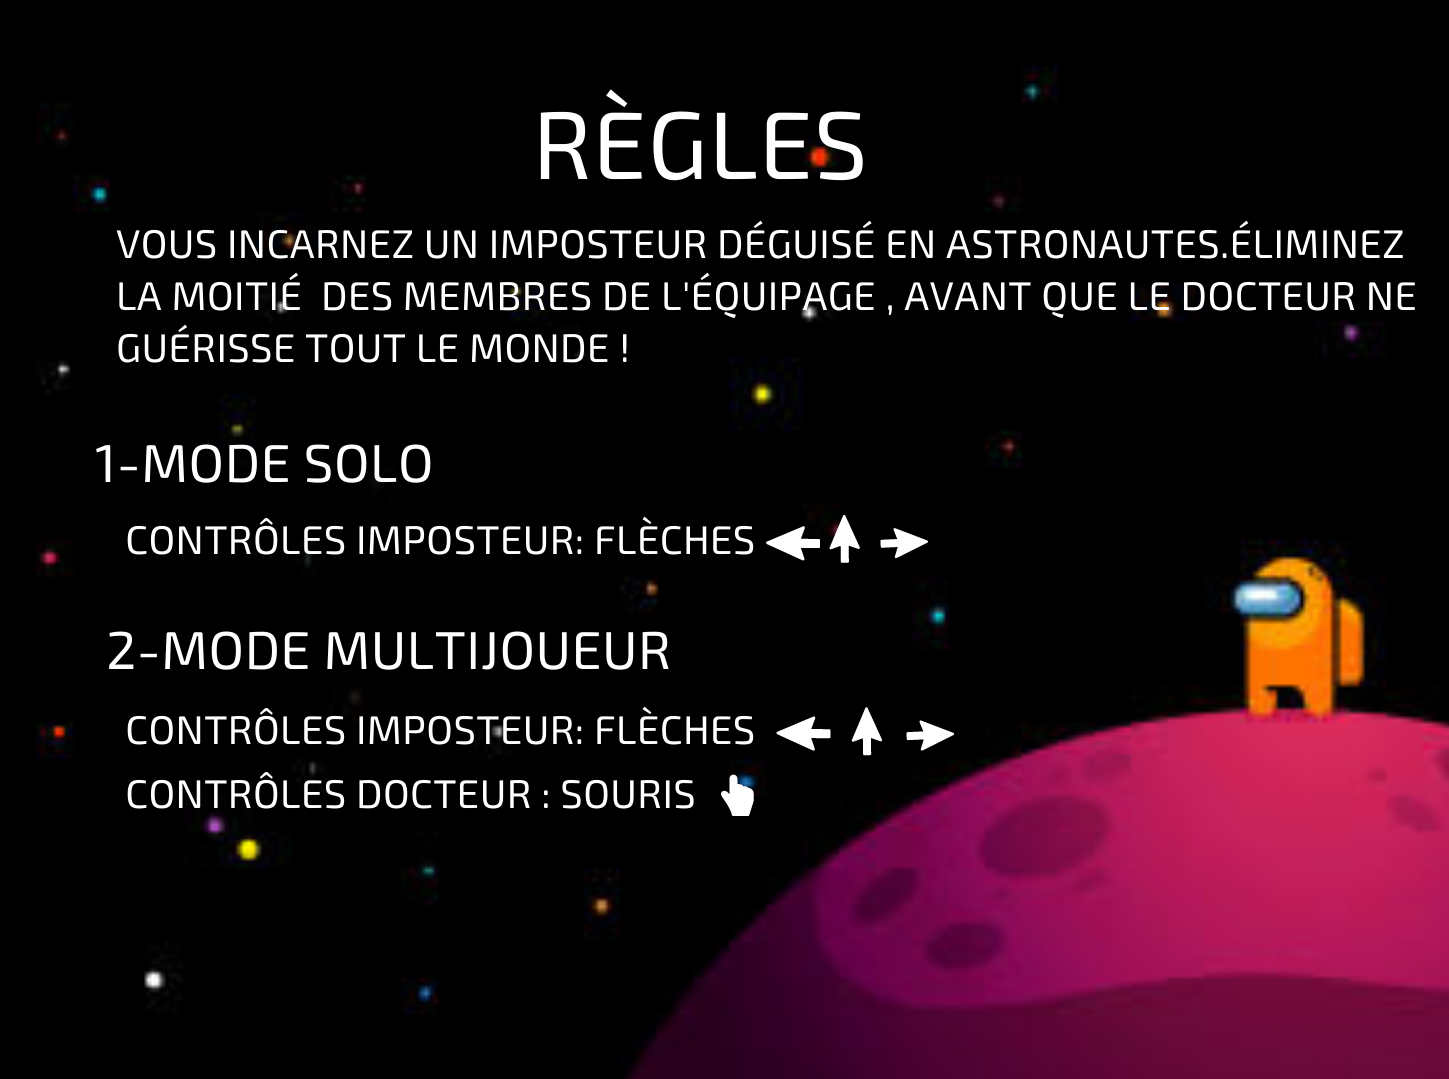 RÈGLES
VOUS INCARNEZ UN IMPOSTEUR DÉGUISÉ EN ASTRONAUTES.ÉLIMINEZ
LA MOITIÉ  DES MEMBRES DE L'ÉQUIPAGE , AVANT QUE LE DOCTEUR NE
GUÉRISSE TOUT LE MONDE !
1-MODE SOLO
CONTRÔLES IMPOSTEUR: FLÈCHES
2-MODE MULTIJOUEUR
CONTRÔLES IMPOSTEUR: FLÈCHES
CONTRÔLES DOCTEUR : SOURIS